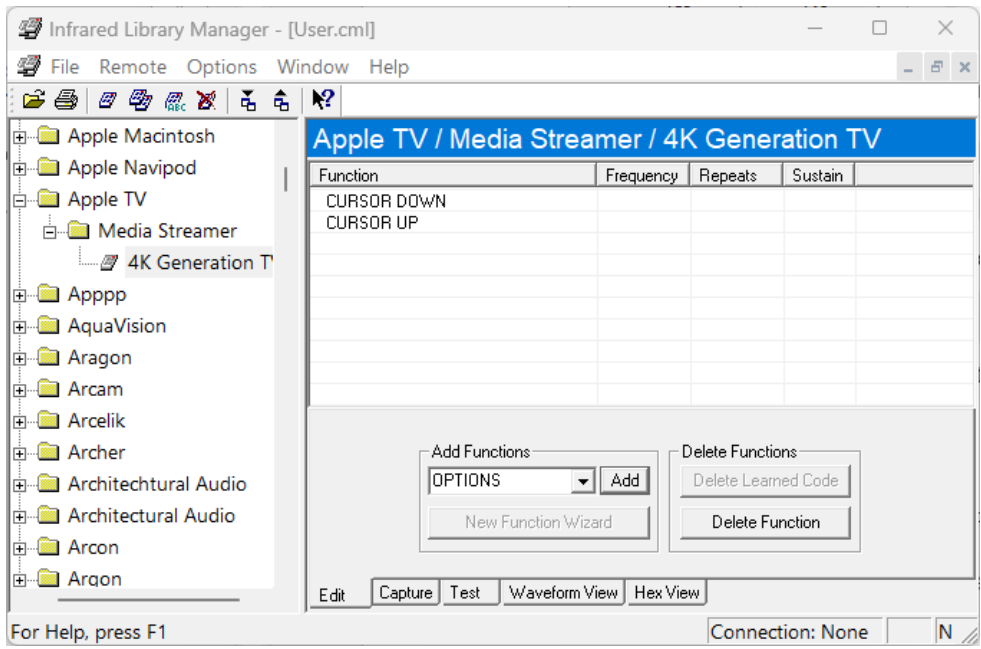 Infrared Library Manager - [User.cml]
File Remote Options Window Help
Apple Macintosh
Apple Navipod
Apple TV
Media Streamer
4K Generation T
Apppp
AquaVision
Aragon
Arcam
Arcelik
Archer
Architechtural Audio
Architectural Audio
Arcon
Argon
Apple TV / Media Streamer / 4K Generation TV
Function Frequency Repeats Sustain
CURSOR DOWN
CURSOR UP
Add Functions
OPTIONS Add
New Function Wizard
Delete Functions
Delete Learned Code
Delete Function
Edit Capture Test Waveform View Hex View
For Help, press F1 Connection: None N